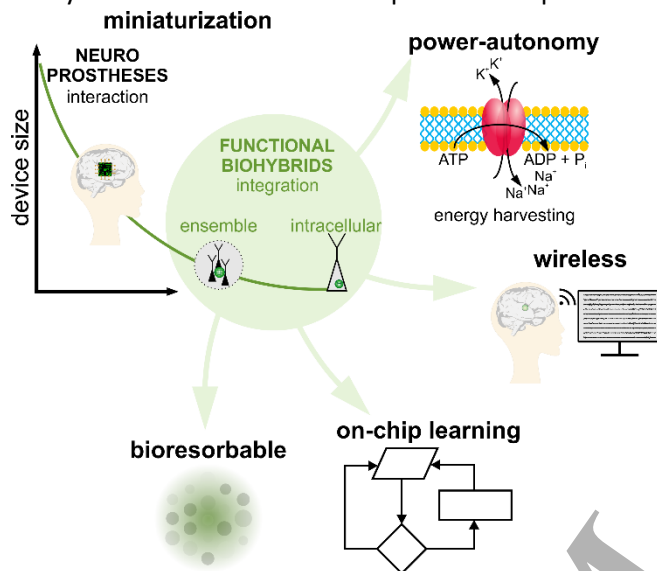 miniaturization
NEURO
PROSTHESES
interaction
device size
FUNCTIONAL
BIOHYBRIDS
integration
ensemble
intracellular
power-autonomy
K⁺K⁺
ATP
ADP + Pᵢ
Na⁻
Na⁺Na⁺
energy harvesting
wireless
bioresorbable
on-chip learning